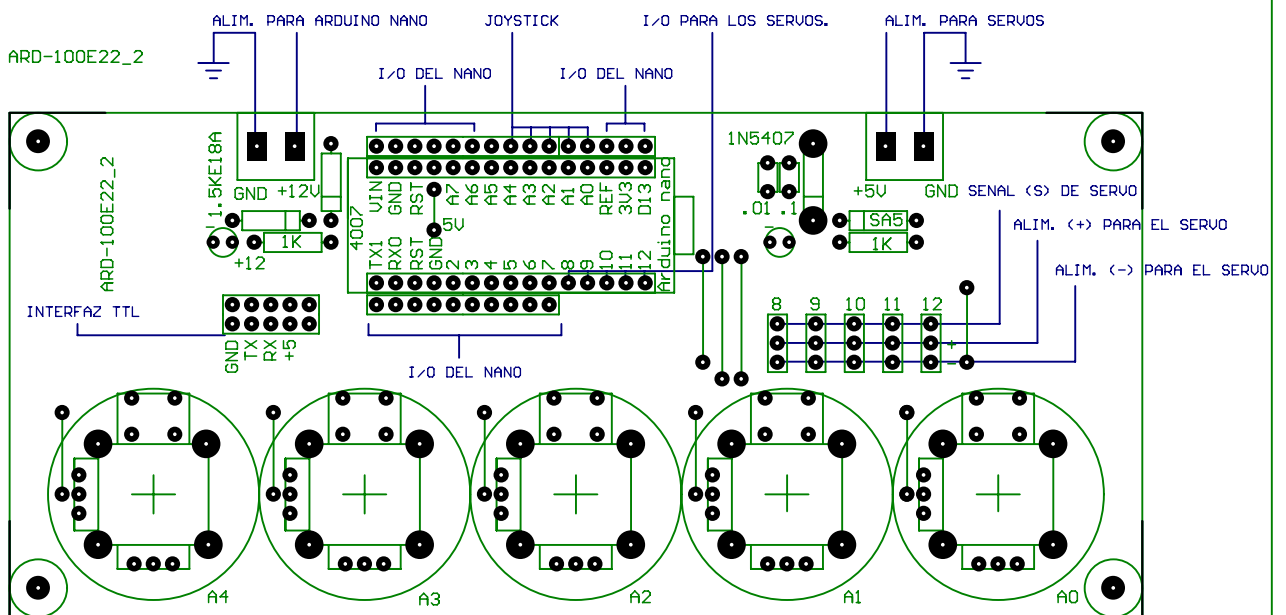 ALIM. PARA ARDUINO NANO
JOYSTICK
I/O PARA LOS SERVOS.
ALIM. PARA SERVOS
ARD-100E22_2
I/O DEL NANO
I/O DEL NANO
1.5KE18A
GND
+12V
1N5407
+5V
GND
SENAL (S) DE SERVO
ARD-100E22_2
4007
VIN
GND
RST
A7
A6
A5
A4
A3
A2
A1
A0
REF
3V3
D13
Arduino nano
.01
.1
SA5
ALIM. (+) PARA EL SERVO
5V
1K
1K
+12
TX1
RX0
RST
GND
2
3
4
5
6
7
8
9
10
11
12
ALIM. (-) PARA EL SERVO
INTERFAZ TTL
8
9
10
11
12
+
-
GND
TX
RX
+5
I/O DEL NANO
A4
A3
A2
A1
A0